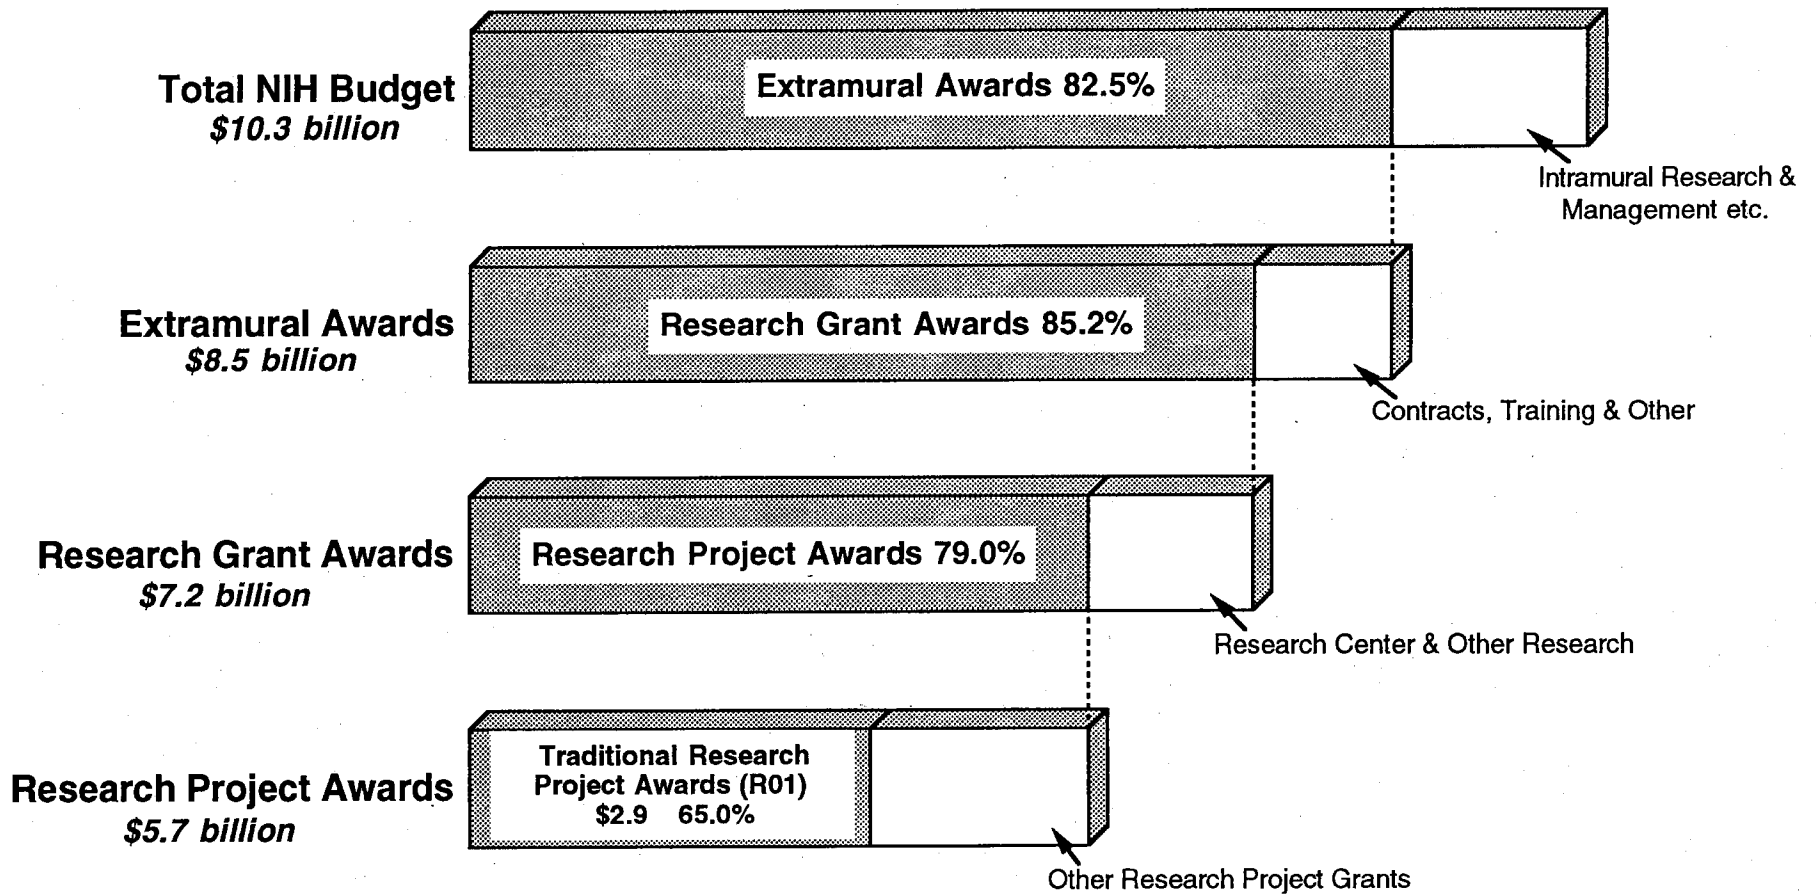 Total NIH Budget
$10.3 billion
Extramural Awards 82.5%
Intramural Research &
Management etc.
Extramural Awards
$8.5 billion
Research Grant Awards 85.2%
Contracts, Training & Other
Research Grant Awards
$7.2 billion
Research Project Awards 79.0%
Research Center & Other Research
Research Project Awards
$5.7 billion
Traditional Research
Project Awards (R01)
$2.9 65.0%
Other Research Project Grants